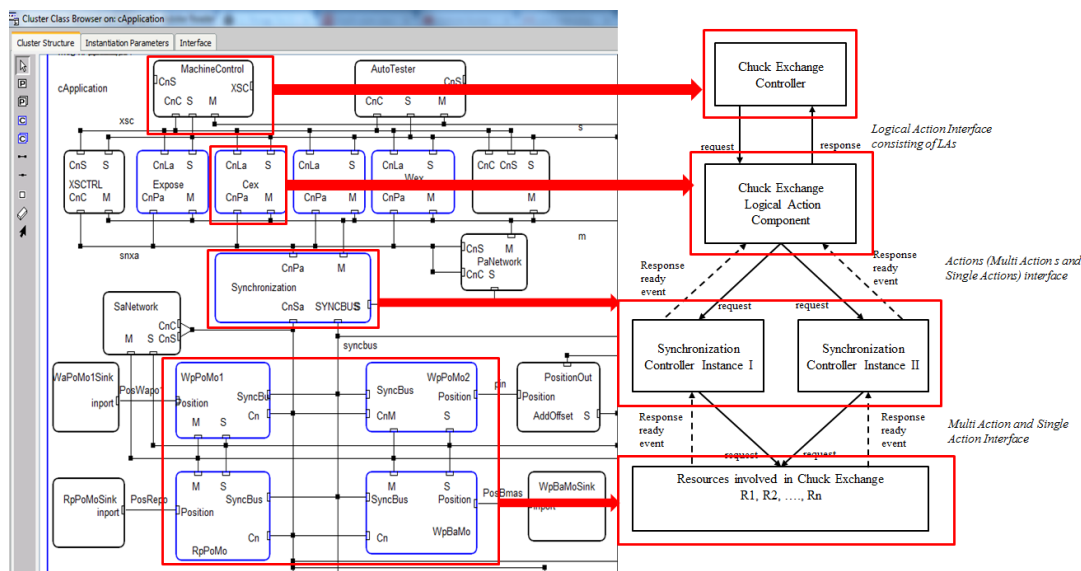 Cluster Class Browser on: cApplication
Cluster Structure
Instantiation Parameters
Interface
cApplication
MachineControl
CnS
XSC
CnC S M
AutoTester
CnS
CnC S M
xsc
s
CnS S
XSCTRL
CnC M
CnLa S
Expose
CnPa M
CnLa S
Cex
CnPa M
CnLa S
CnPa M
CnLa S
Wex
CnPa M
CnC CnS S
M
snxa
m
CnPa M
Synchronization
CnSa SYNCBUS S
CnS M
PaNetwork
CnC S
SaNetwork
CnC
M S CnS
syncbus
WaPoMo1Sink
inport
PosWapo1
WpPoMo1
Position
SyncBu
Cn
M S
WpPoMo2
SyncBus
Position
CnM S
pin
PositionOut
Position
AddOffset S
RpPoMoSink
inport
PosRepo
M S
SyncBus
Position
Cn
RpPoMo
M S
SyncBus Position
WpBaMo
Cn
PosBmas
WpBaMoSink
inport
Chuck Exchange
Controller
request
response
Logical Action Interface
consisting of LAs
Chuck Exchange
Logical Action
Component
Response
ready
event
request
request
Response
ready
event
Actions (Multi Action s and
Single Actions) interface
Synchronization
Controller Instance I
Synchronization
Controller Instance II
Response
ready
event
request
request
Response
ready
event
Multi Action and Single
Action Interface
Resources involved in Chuck Exchange
R1, R2, …., Rn